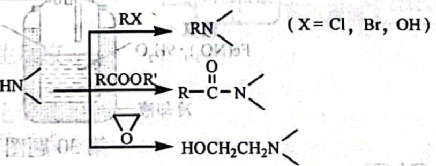 RX
RN
(X=Cl, Br, OH)
HN
RCOOR'
O
R—C—N
O
HOCH₂CH₂N